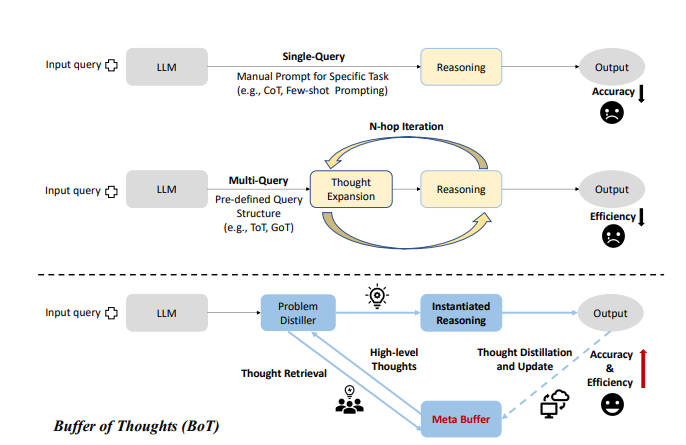 Single-Query
Input query
LLM
Reasoning
Output
Manual Prompt for Specific Task
(e.g., CoT, Few-shot Prompting)
Accuracy
N-hop Iteration
Input query
LLM
Multi-Query
Thought
Expansion
Reasoning
Output
Pre-defined Query
Structure
(e.g., ToT, GoT)
Efficiency
Input query
LLM
Problem
Distiller
Instantiated
Reasoning
Output
Thought Retrieval
High-level
Thoughts
Thought Distillation
and Update
Accuracy
&
Efficiency
Meta Buffer
Buffer of Thoughts (BoT)